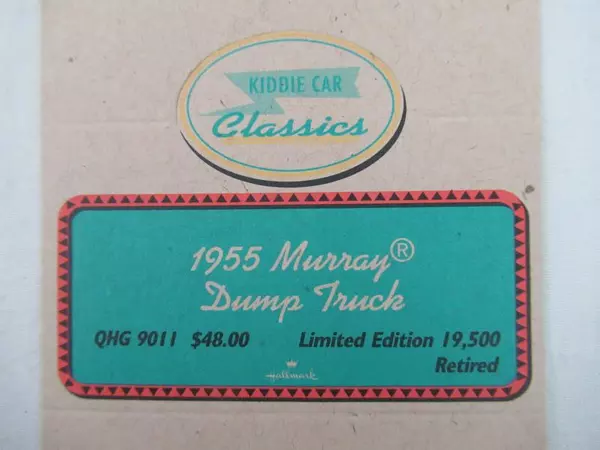 KIDDIE CAR
Classics
1955 Murray®
Dump Truck
QHG 9011 $48.00 Limited Edition 19,500
Retired
Hallmark